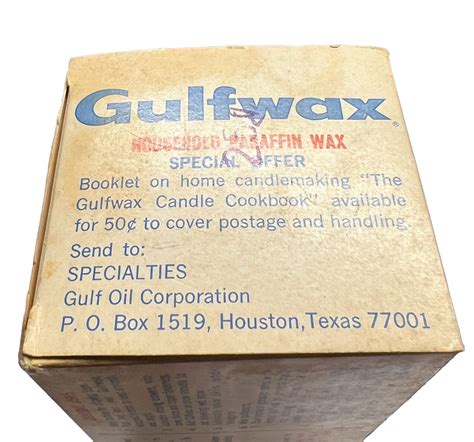 Gulfwax®
HOUSEHOLD PARAFFIN WAX
SPECIAL OFFER
Booklet on home candlemaking "The
Gulfwax Candle Cookbook" available
for 50¢ to cover postage and handling.
Send to:
SPECIALTIES
Gulf Oil Corporation
P. O. Box 1519, Houston, Texas 77001